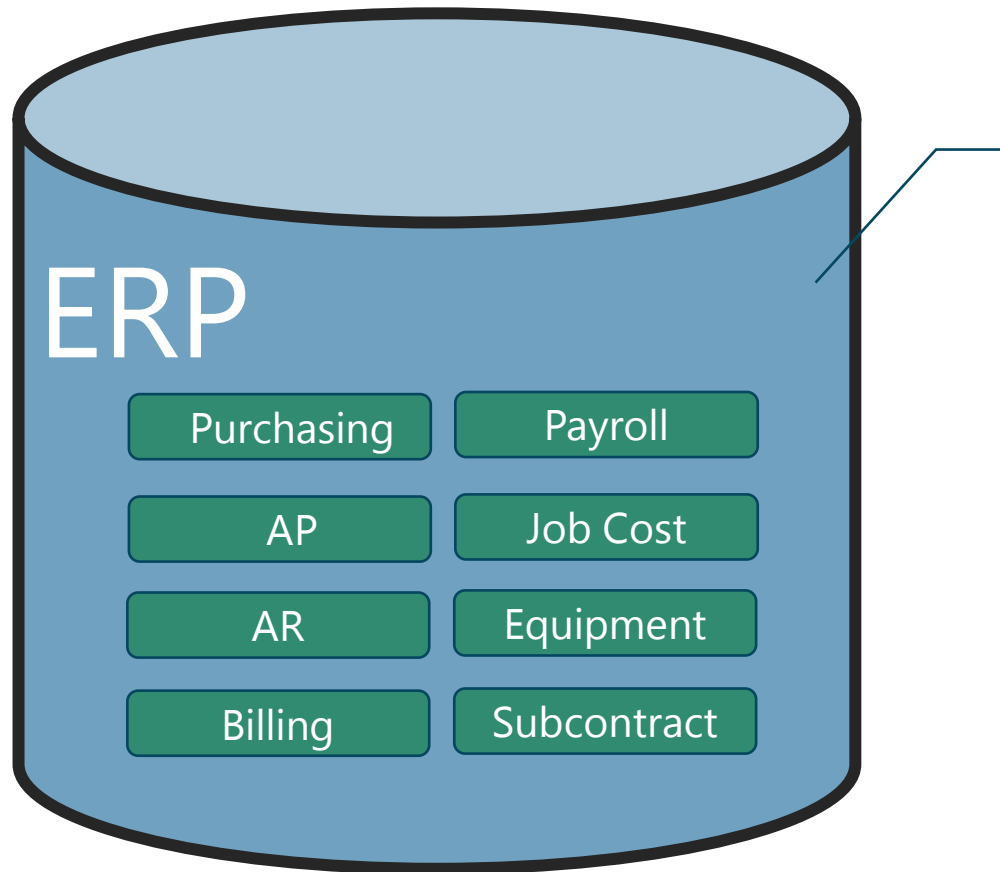 ERP
Purchasing
Payroll
AP
Job Cost
AR
Equipment
Billing
Subcontract